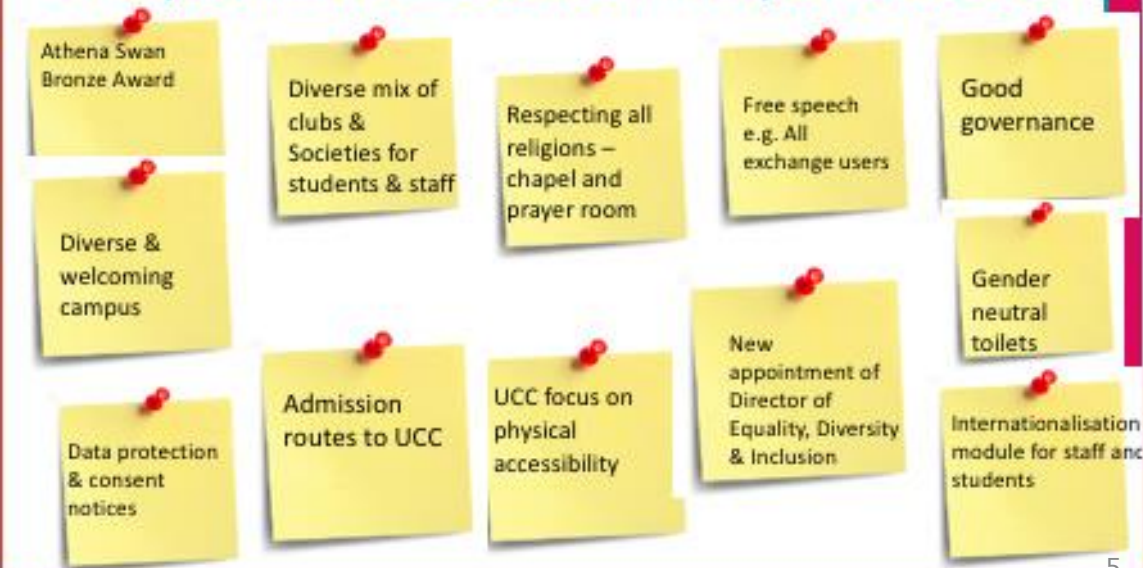 Athena Swan
Bronze Award
Diverse mix of
clubs &
Societies for
students & staff
Respecting all
religions –
chapel and
prayer room
Free speech
e.g. All
exchange users
Good
governance
Diverse &
welcoming
campus
Gender
neutral
toilets
Data protection
& consent
notices
Admission
routes to UCC
UCC focus on
physical
accessibility
New
appointment of
Director of
Equality, Diversity
& Inclusion
Internationalisation
module for staff and
students
5